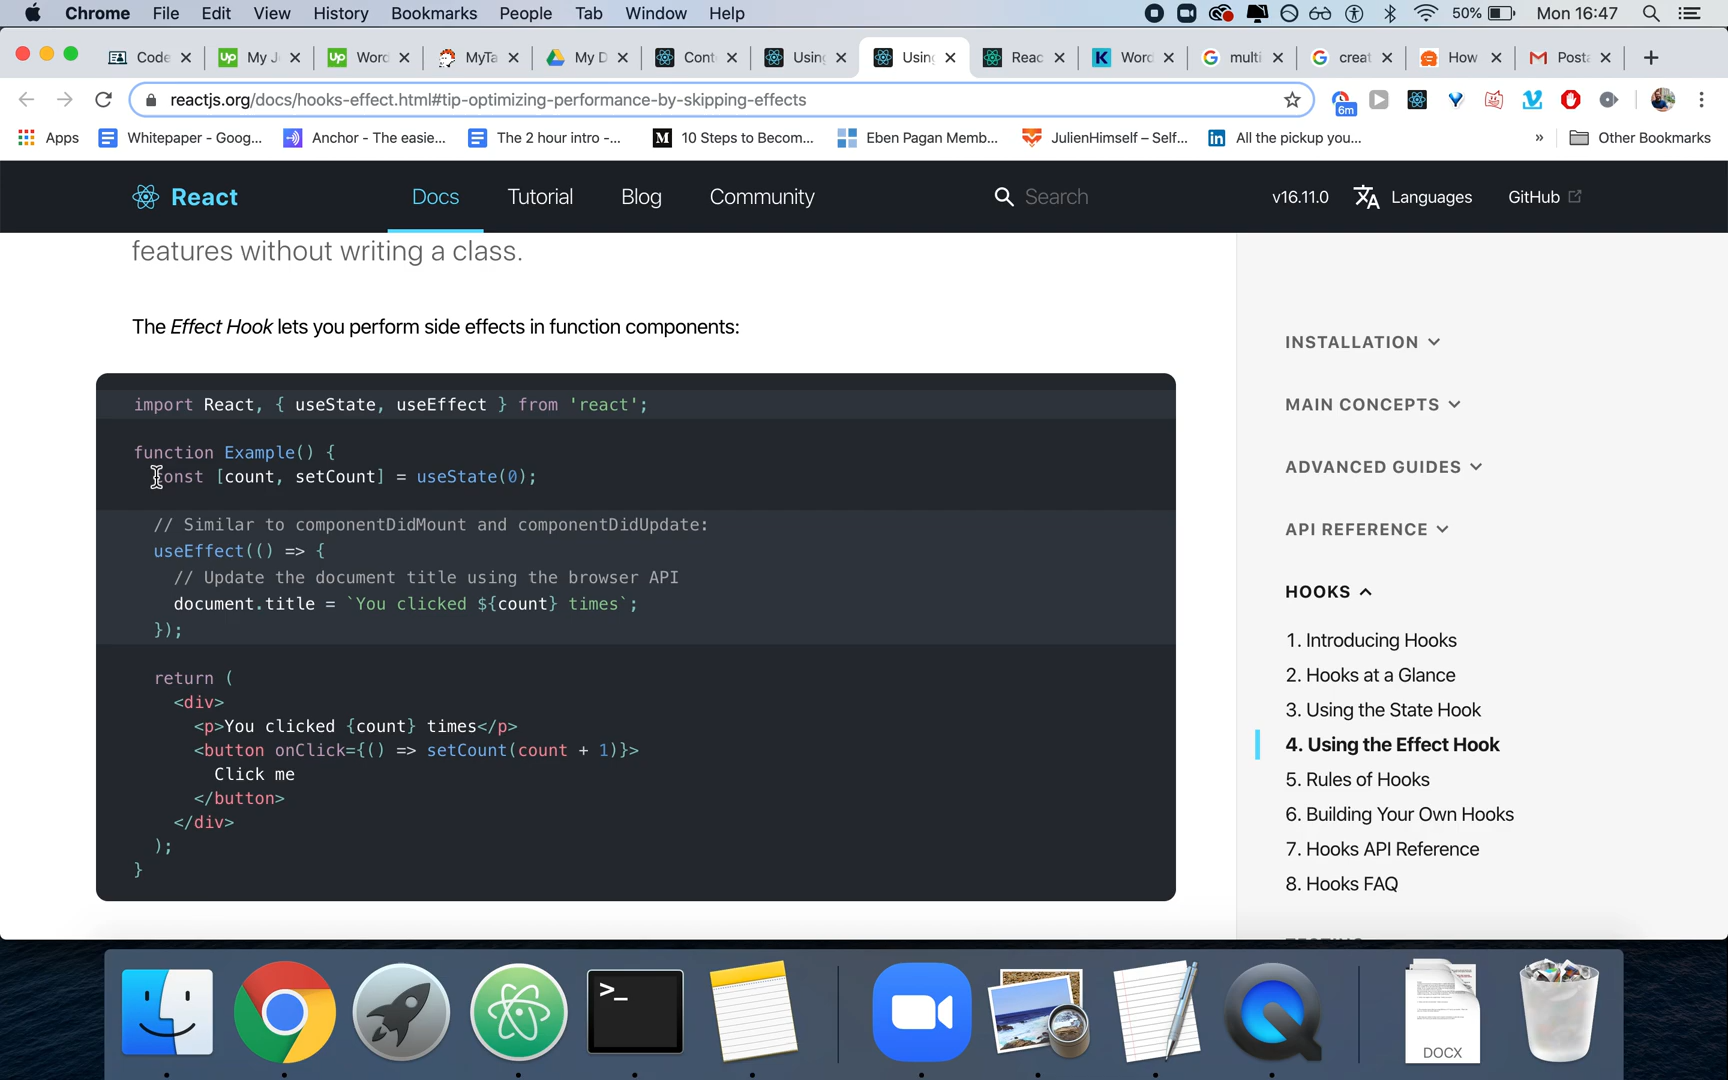 Chrome File Edit View History Bookmarks People Tab Window Help 50% Mon 16:47
Code My J Word MyTa My D Cont Using Using Reac Word multi creat How Posta
reactjs.org/docs/hooks-effect.html#tip-optimizing-performance-by-skipping-effects
6m
Apps Whitepaper - Goog... Anchor - The easie... The 2 hour intro -... 10 Steps to Becom... Eben Pagan Memb... JulienHimself – Self... All the pickup you... » Other Bookmarks
React Docs Tutorial Blog Community Search v16.11.0 Languages GitHub
features without writing a class.
The Effect Hook lets you perform side effects in function components:
import React, { useState, useEffect } from 'react';
function Example() {
const [count, setCount] = useState(0);
// Similar to componentDidMount and componentDidUpdate:
useEffect(() => {
// Update the document title using the browser API
document.title = `You clicked ${count} times`;
});
return (
<div>
<p>You clicked {count} times</p>
<button onClick={() => setCount(count + 1)}>
Click me
</button>
</div>
);
}
INSTALLATION
MAIN CONCEPTS
ADVANCED GUIDES
API REFERENCE
HOOKS
1. Introducing Hooks
2. Hooks at a Glance
3. Using the State Hook
4. Using the Effect Hook
5. Rules of Hooks
6. Building Your Own Hooks
7. Hooks API Reference
8. Hooks FAQ
TESTING
>_
DOCX